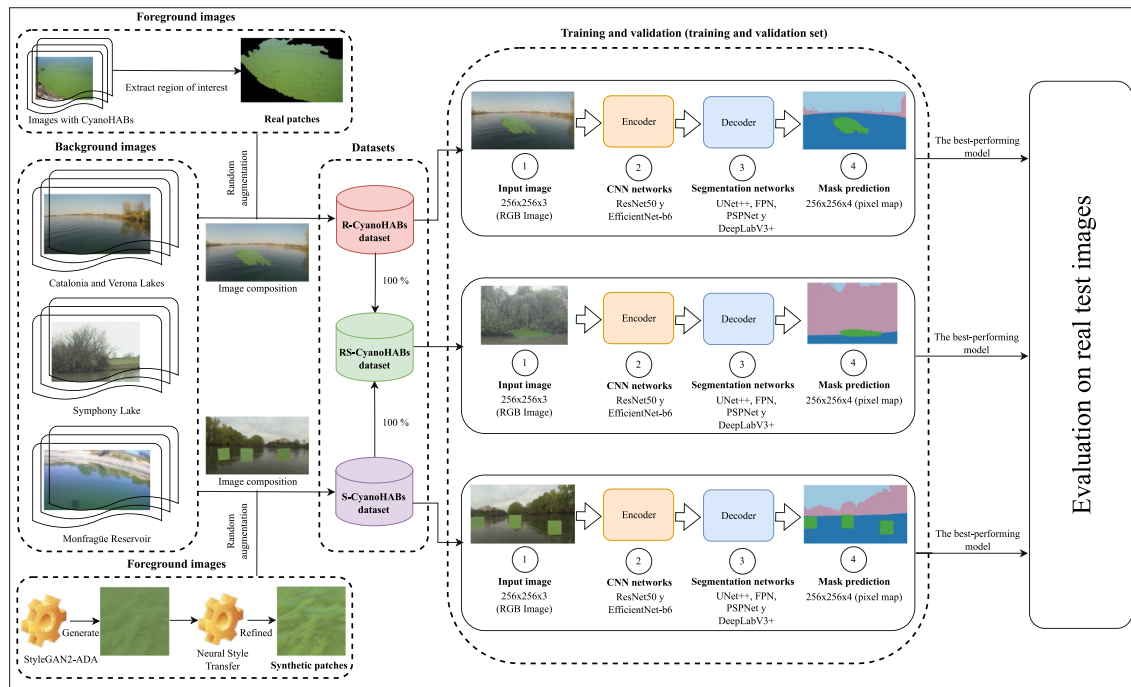 Foreground images
Images with CyanoHABs
Extract region of interest
Real patches
Background images
Catalonia and Verona Lakes
Symphony Lake
Monfragüe Reservoir
Random
augmentation
Image composition
Image composition
Random
augmentation
Foreground images
StyleGAN2-ADA
Generate
Neural Style
Transfer
Refined
Synthetic patches
Datasets
R-CyanoHABs
dataset
100 %
RS-CyanoHABs
dataset
100 %
S-CyanoHABs
dataset
Training and validation (training and validation set)
Encoder
Decoder
1
2
3
4
Input image
256x256x3
(RGB Image)
CNN networks
ResNet50 y
EfficientNet-b6
Segmentation networks
UNet++, FPN,
PSPNet y
DeepLabV3+
Mask prediction
256x256x4 (pixel map)
The best-performing
model
Encoder
Decoder
1
2
3
4
Input image
256x256x3
(RGB Image)
CNN networks
ResNet50 y
EfficientNet-b6
Segmentation networks
UNet++, FPN,
PSPNet y
DeepLabV3+
Mask prediction
256x256x4 (pixel map)
The best-performing
model
Encoder
Decoder
1
2
3
4
Input image
256x256x3
(RGB Image)
CNN networks
ResNet50 y
EfficientNet-b6
Segmentation networks
UNet++, FPN,
PSPNet y
DeepLabV3+
Mask prediction
256x256x4 (pixel map)
The best-performing
model
Evaluation on real test images